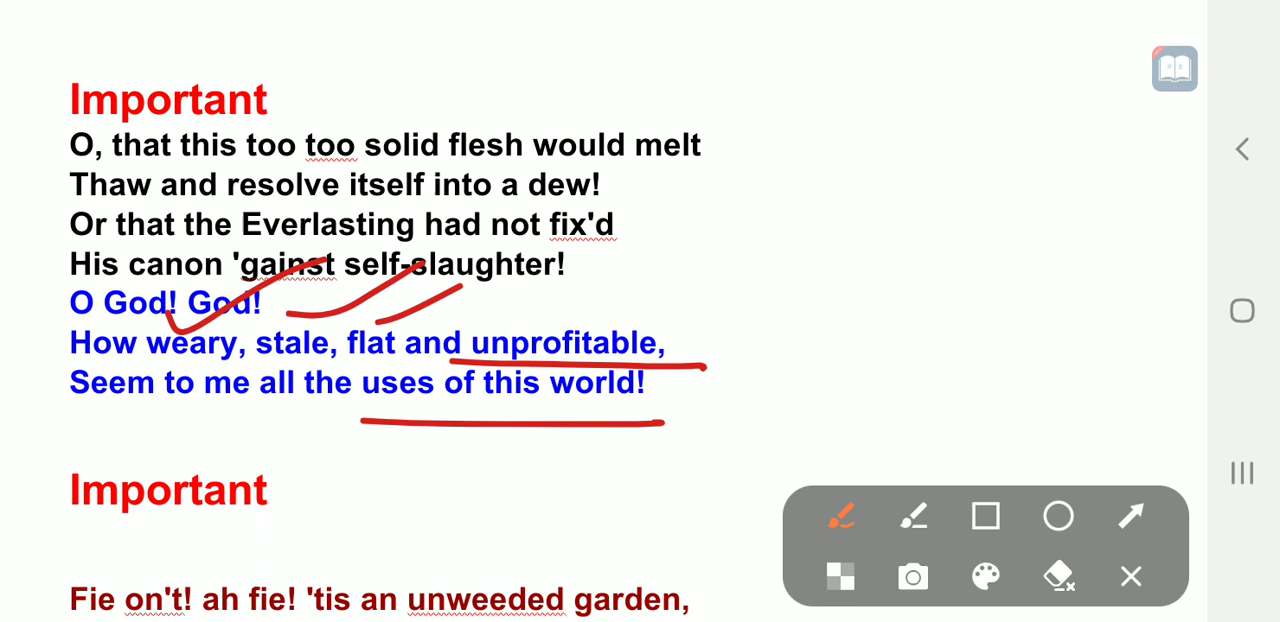 Important
O, that this too too solid flesh would melt
Thaw and resolve itself into a dew!
Or that the Everlasting had not fix'd
His canon 'gainst self-slaughter!
O God! God!
How weary, stale, flat and unprofitable,
Seem to me all the uses of this world!
Important
Fie on't! ah fie! 'tis an unweeded garden,